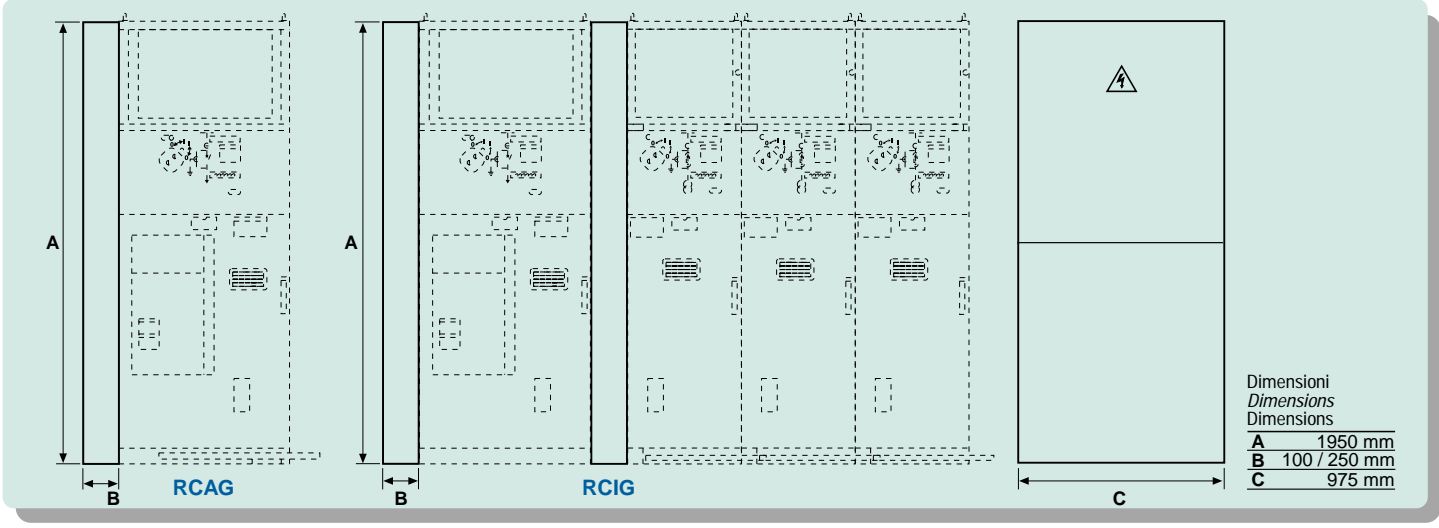 A
B
RCAG
A
B
RCIG
C
Dimensioni
Dimensions
Dimensions
A 1950 mm
B 100 / 250 mm
C 975 mm